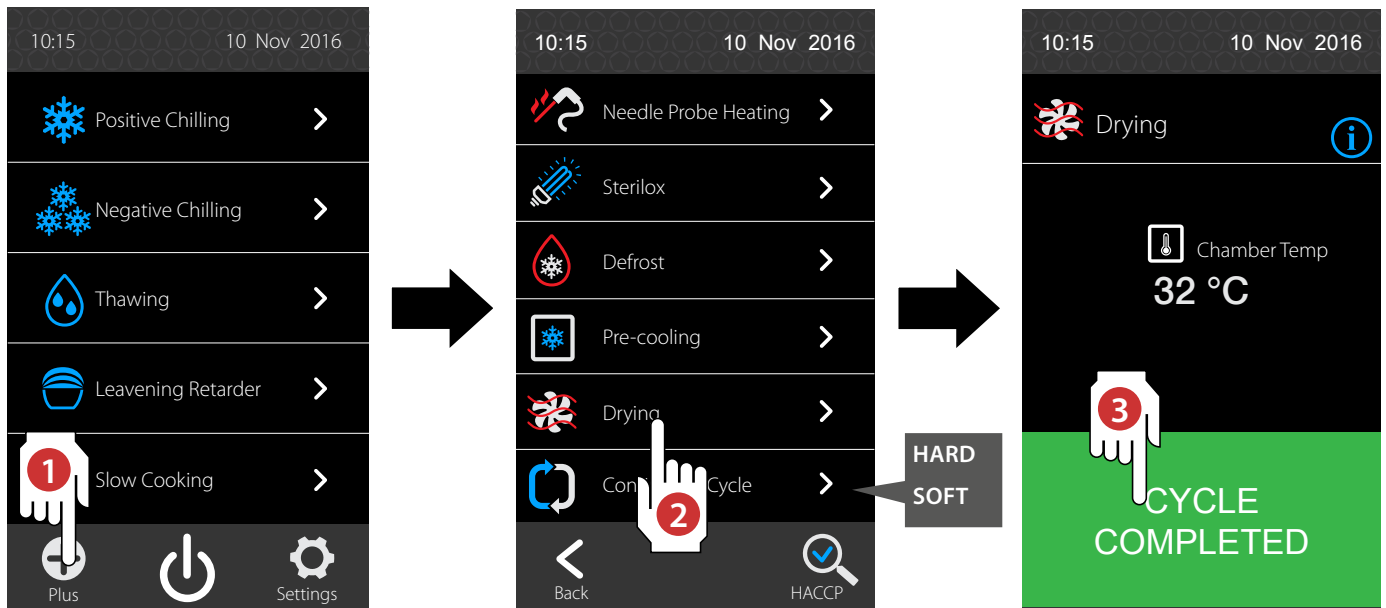 10:15 10 Nov 2016
Positive Chilling
Negative Chilling
Thawing
Leavening Retarder
Slow Cooking
1
Plus
Settings
10:15 10 Nov 2016
Needle Probe Heating
Sterilox
Defrost
Pre-cooling
Drying
Cycle
2
Back
HACCP
HARD
SOFT
10:15 10 Nov 2016
Drying
i
Chamber Temp
32 °C
3
CYCLE
COMPLETED